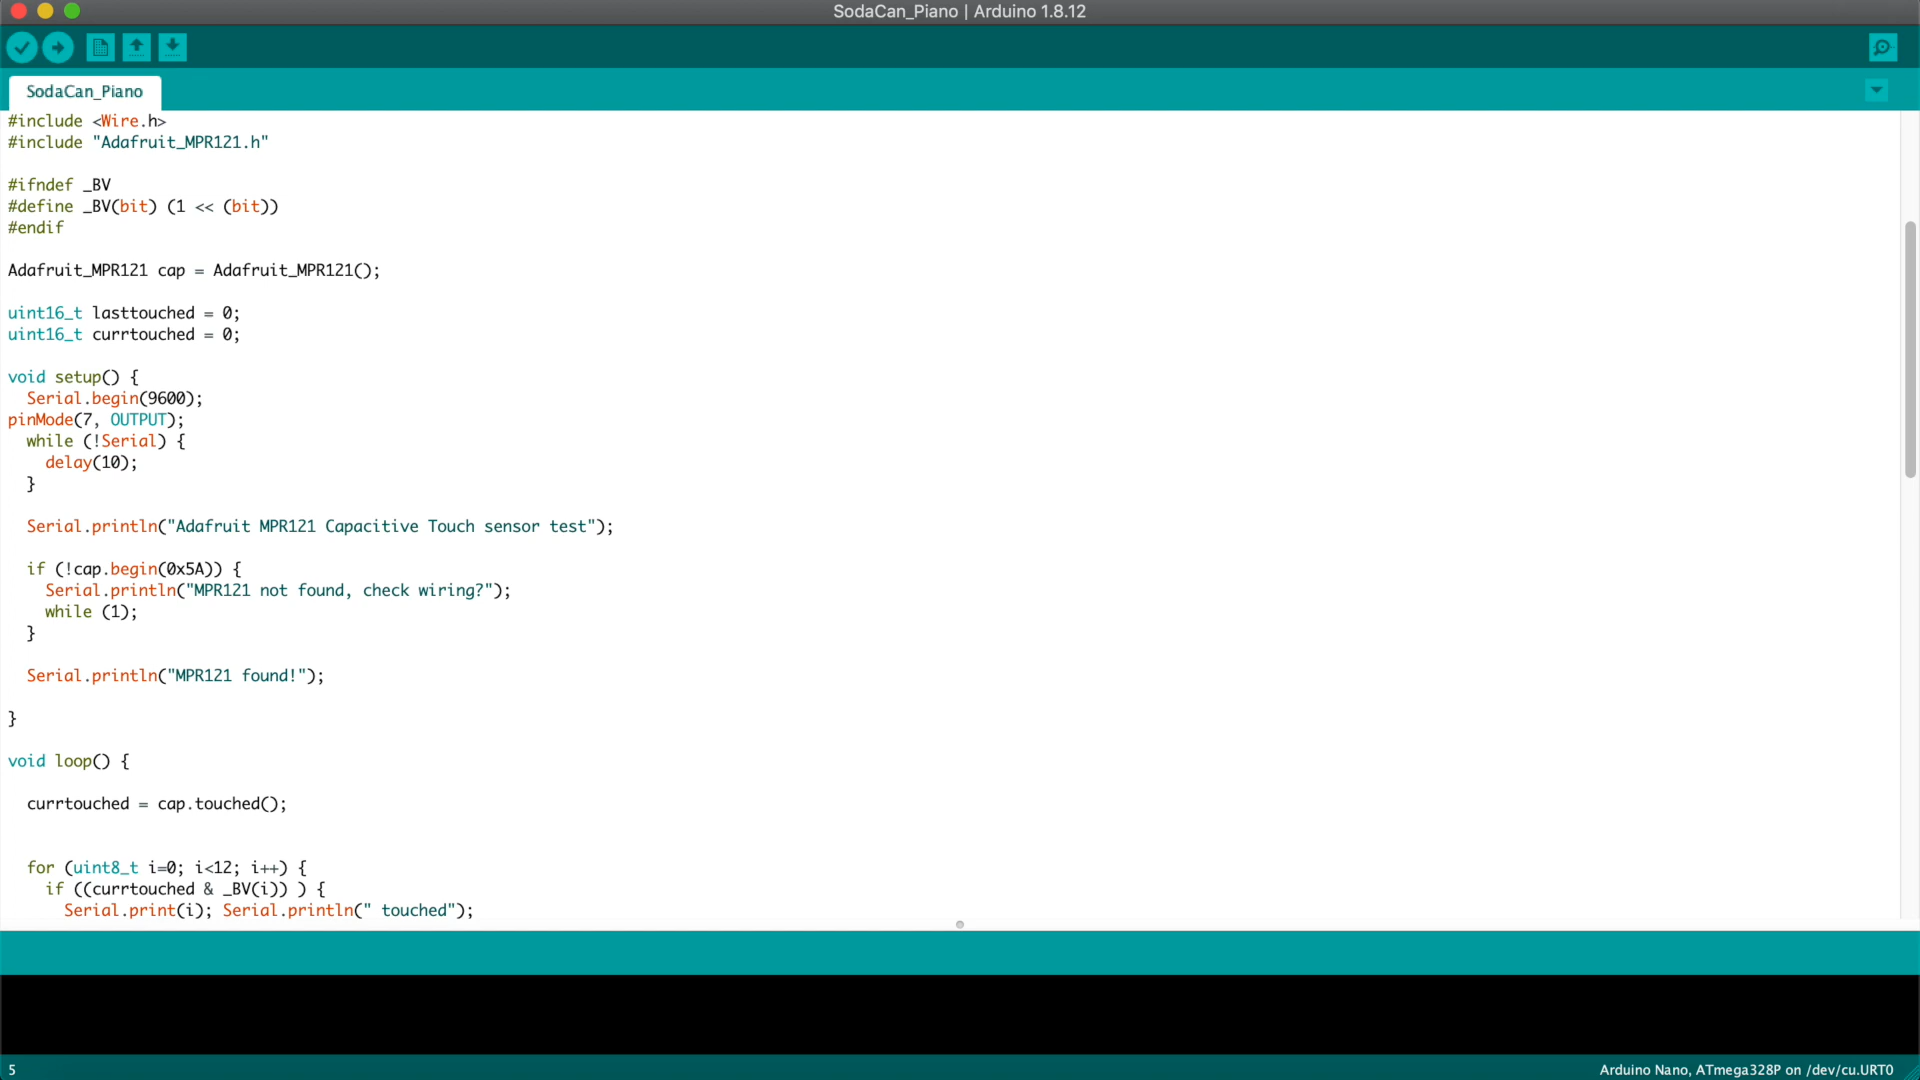 SodaCan_Piano | Arduino 1.8.12
SodaCan_Piano
#include <Wire.h>
#include "Adafruit_MPR121.h"
#ifndef _BV
#define _BV(bit) (1 << (bit))
#endif
Adafruit_MPR121 cap = Adafruit_MPR121();
uint16_t lasttouched = 0;
uint16_t currtouched = 0;
void setup() {
Serial.begin(9600);
pinMode(7, OUTPUT);
while (!Serial) {
delay(10);
}
Serial.println("Adafruit MPR121 Capacitive Touch sensor test");
if (!cap.begin(0x5A)) {
Serial.println("MPR121 not found, check wiring?");
while (1);
}
Serial.println("MPR121 found!");
}
void loop() {
currtouched = cap.touched();
for (uint8_t i=0; i<12; i++) {
if ((currtouched & _BV(i)) ) {
Serial.print(i); Serial.println(" touched");
5
Arduino Nano, ATmega328P on /dev/cu.URT0